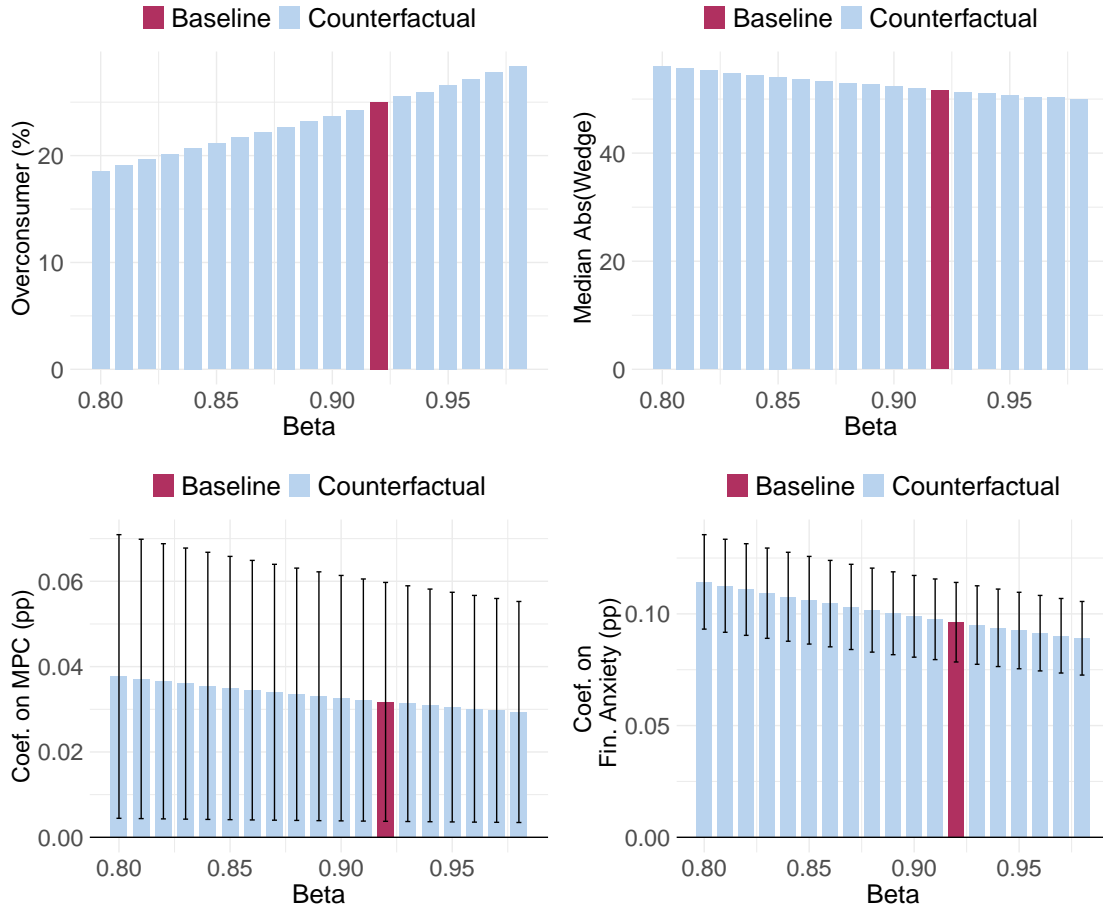 Baseline Counterfactual
Overconsumer (%)
20
10
0
0.80 0.85 0.90 0.95
Beta
Baseline Counterfactual
Median Abs(Wedge)
40
20
0
0.80 0.85 0.90 0.95
Beta
Baseline Counterfactual
Coef. on MPC (pp)
0.06
0.04
0.02
0.00
0.80 0.85 0.90 0.95
Beta
Baseline Counterfactual
Coef. on
Fin. Anxiety (pp)
0.10
0.05
0.00
0.80 0.85 0.90 0.95
Beta